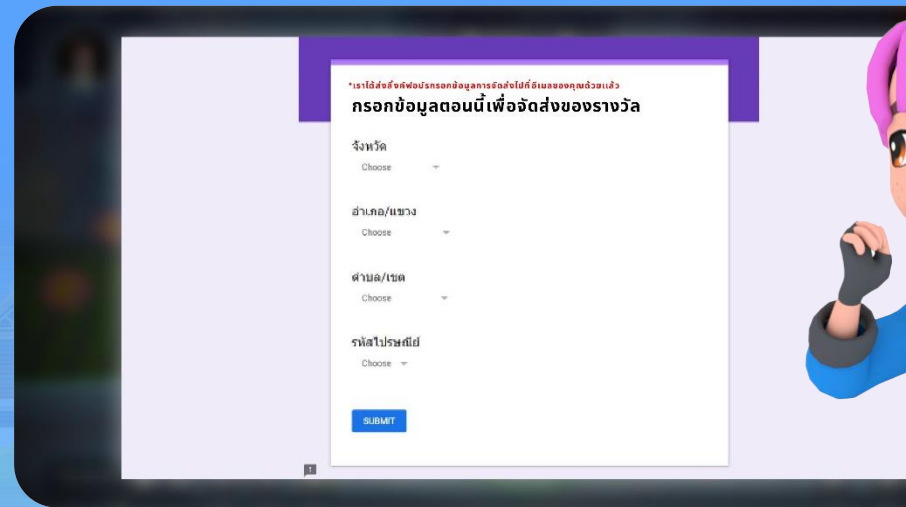 *เราได้ส่งลิ้งค์ฟอร์มกรอกข้อมูลการจัดส่งไปที่อีเมลของคุณด้วยแล้ว
กรอกข้อมูลตอนนี้เพื่อจัดส่งของรางวัล
จังหวัด
Choose
อำเภอ/แขวง
Choose
ตำบล/เขต
Choose
รหัสไปรษณีย์
Choose
SUBMIT